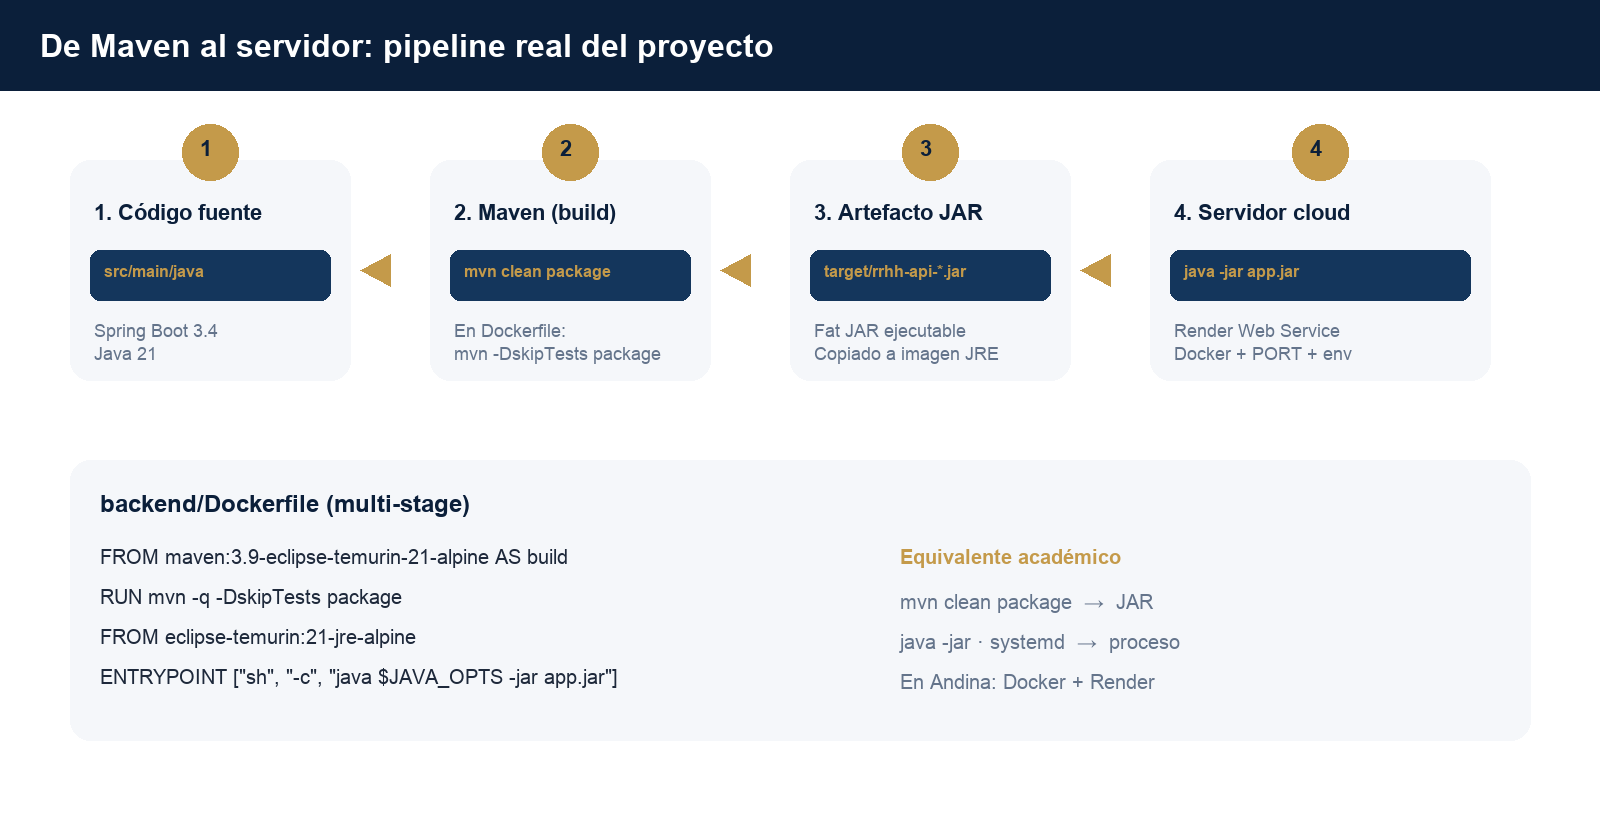 De Maven al servidor: pipeline real del proyecto
1
1. Código fuente
src/main/java
Spring Boot 3.4
Java 21
2
2. Maven (build)
mvn clean package
En Dockerfile:
mvn -DskipTests package
3
3. Artefacto JAR
target/rrhh-api-*.jar
Fat JAR ejecutable
Copiado a imagen JRE
4
4. Servidor cloud
java -jar app.jar
Render Web Service
Docker + PORT + env
backend/Dockerfile (multi-stage)
FROM maven:3.9-eclipse-temurin-21-alpine AS build
RUN mvn -q -DskipTests package
FROM eclipse-temurin:21-jre-alpine
ENTRYPOINT ["sh", "-c", "java $JAVA_OPTS -jar app.jar"]
Equivalente académico
mvn clean package → JAR
java -jar · systemd → proceso
En Andina: Docker + Render